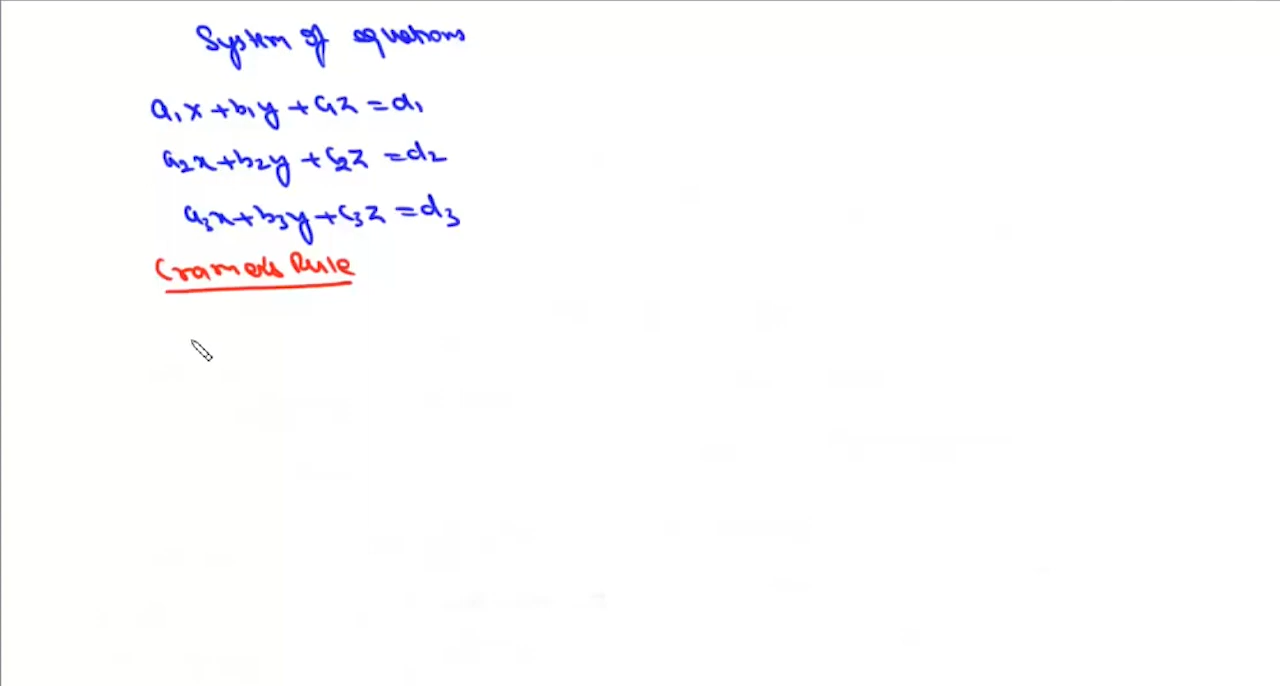 System of equations
a₁x + b₁y + c₁z = d₁
a₂x + b₂y + c₂z = d₂
a₃x + b₃y + c₃z = d₃
Cramer's Rule